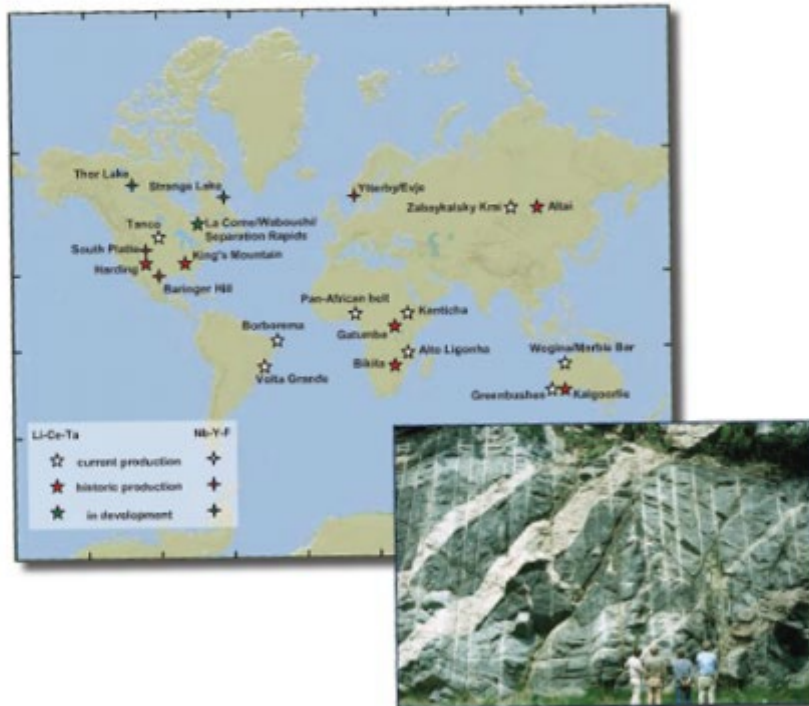 Thor Lake
Strange Lake
Ytterby/Evje
Zabaykalsky Krai
Altai
Tanco
La Corne/Waboushi/
Separation Rapids
South Platte
King's Mountain
Harding
Baringer Hill
Pan-African belt
Kenticha
Borborema
Gatumba
Alto Ligonha
Wogina/Marble Bar
Bikita
Volta Grande
Greenbushes
Kalgoorlie
Li-Ce-Ta
Nb-Y-F
current production
historic production
in development